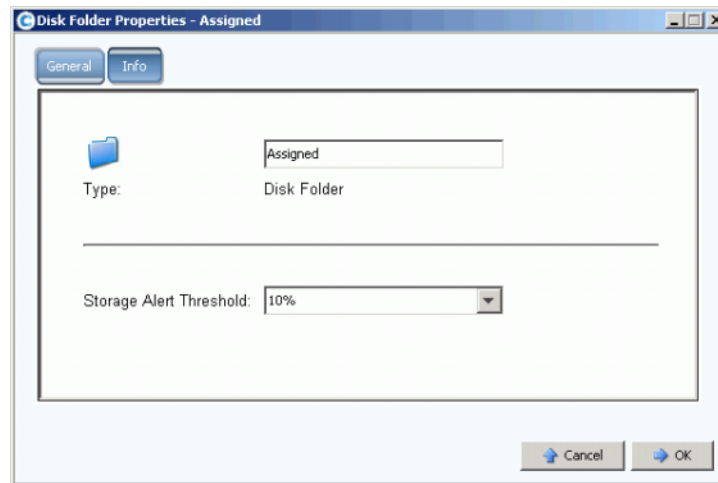 Disk Folder Properties - Assigned
General Info
Assigned
Type: Disk Folder
Storage Alert Threshold: 10%
Cancel OK